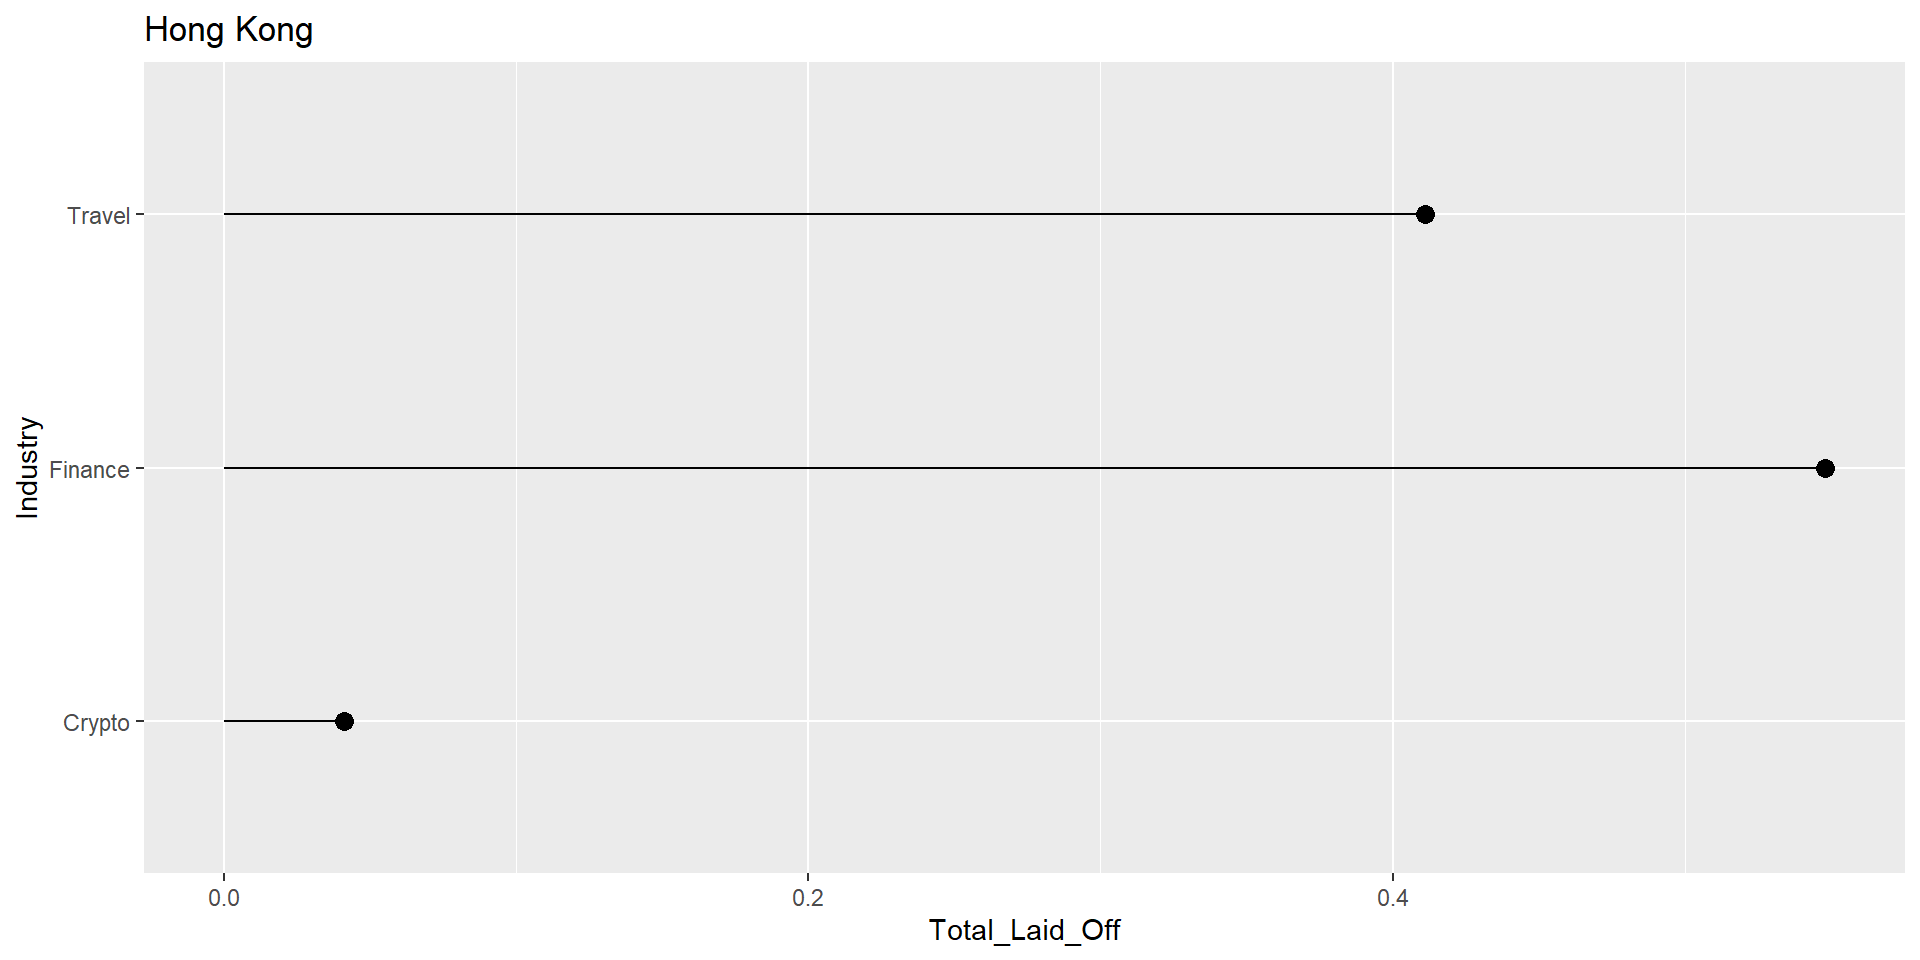 Hong Kong
Travel
Finance
Crypto
Industry
0.0
0.2
0.4
Total_Laid_Off